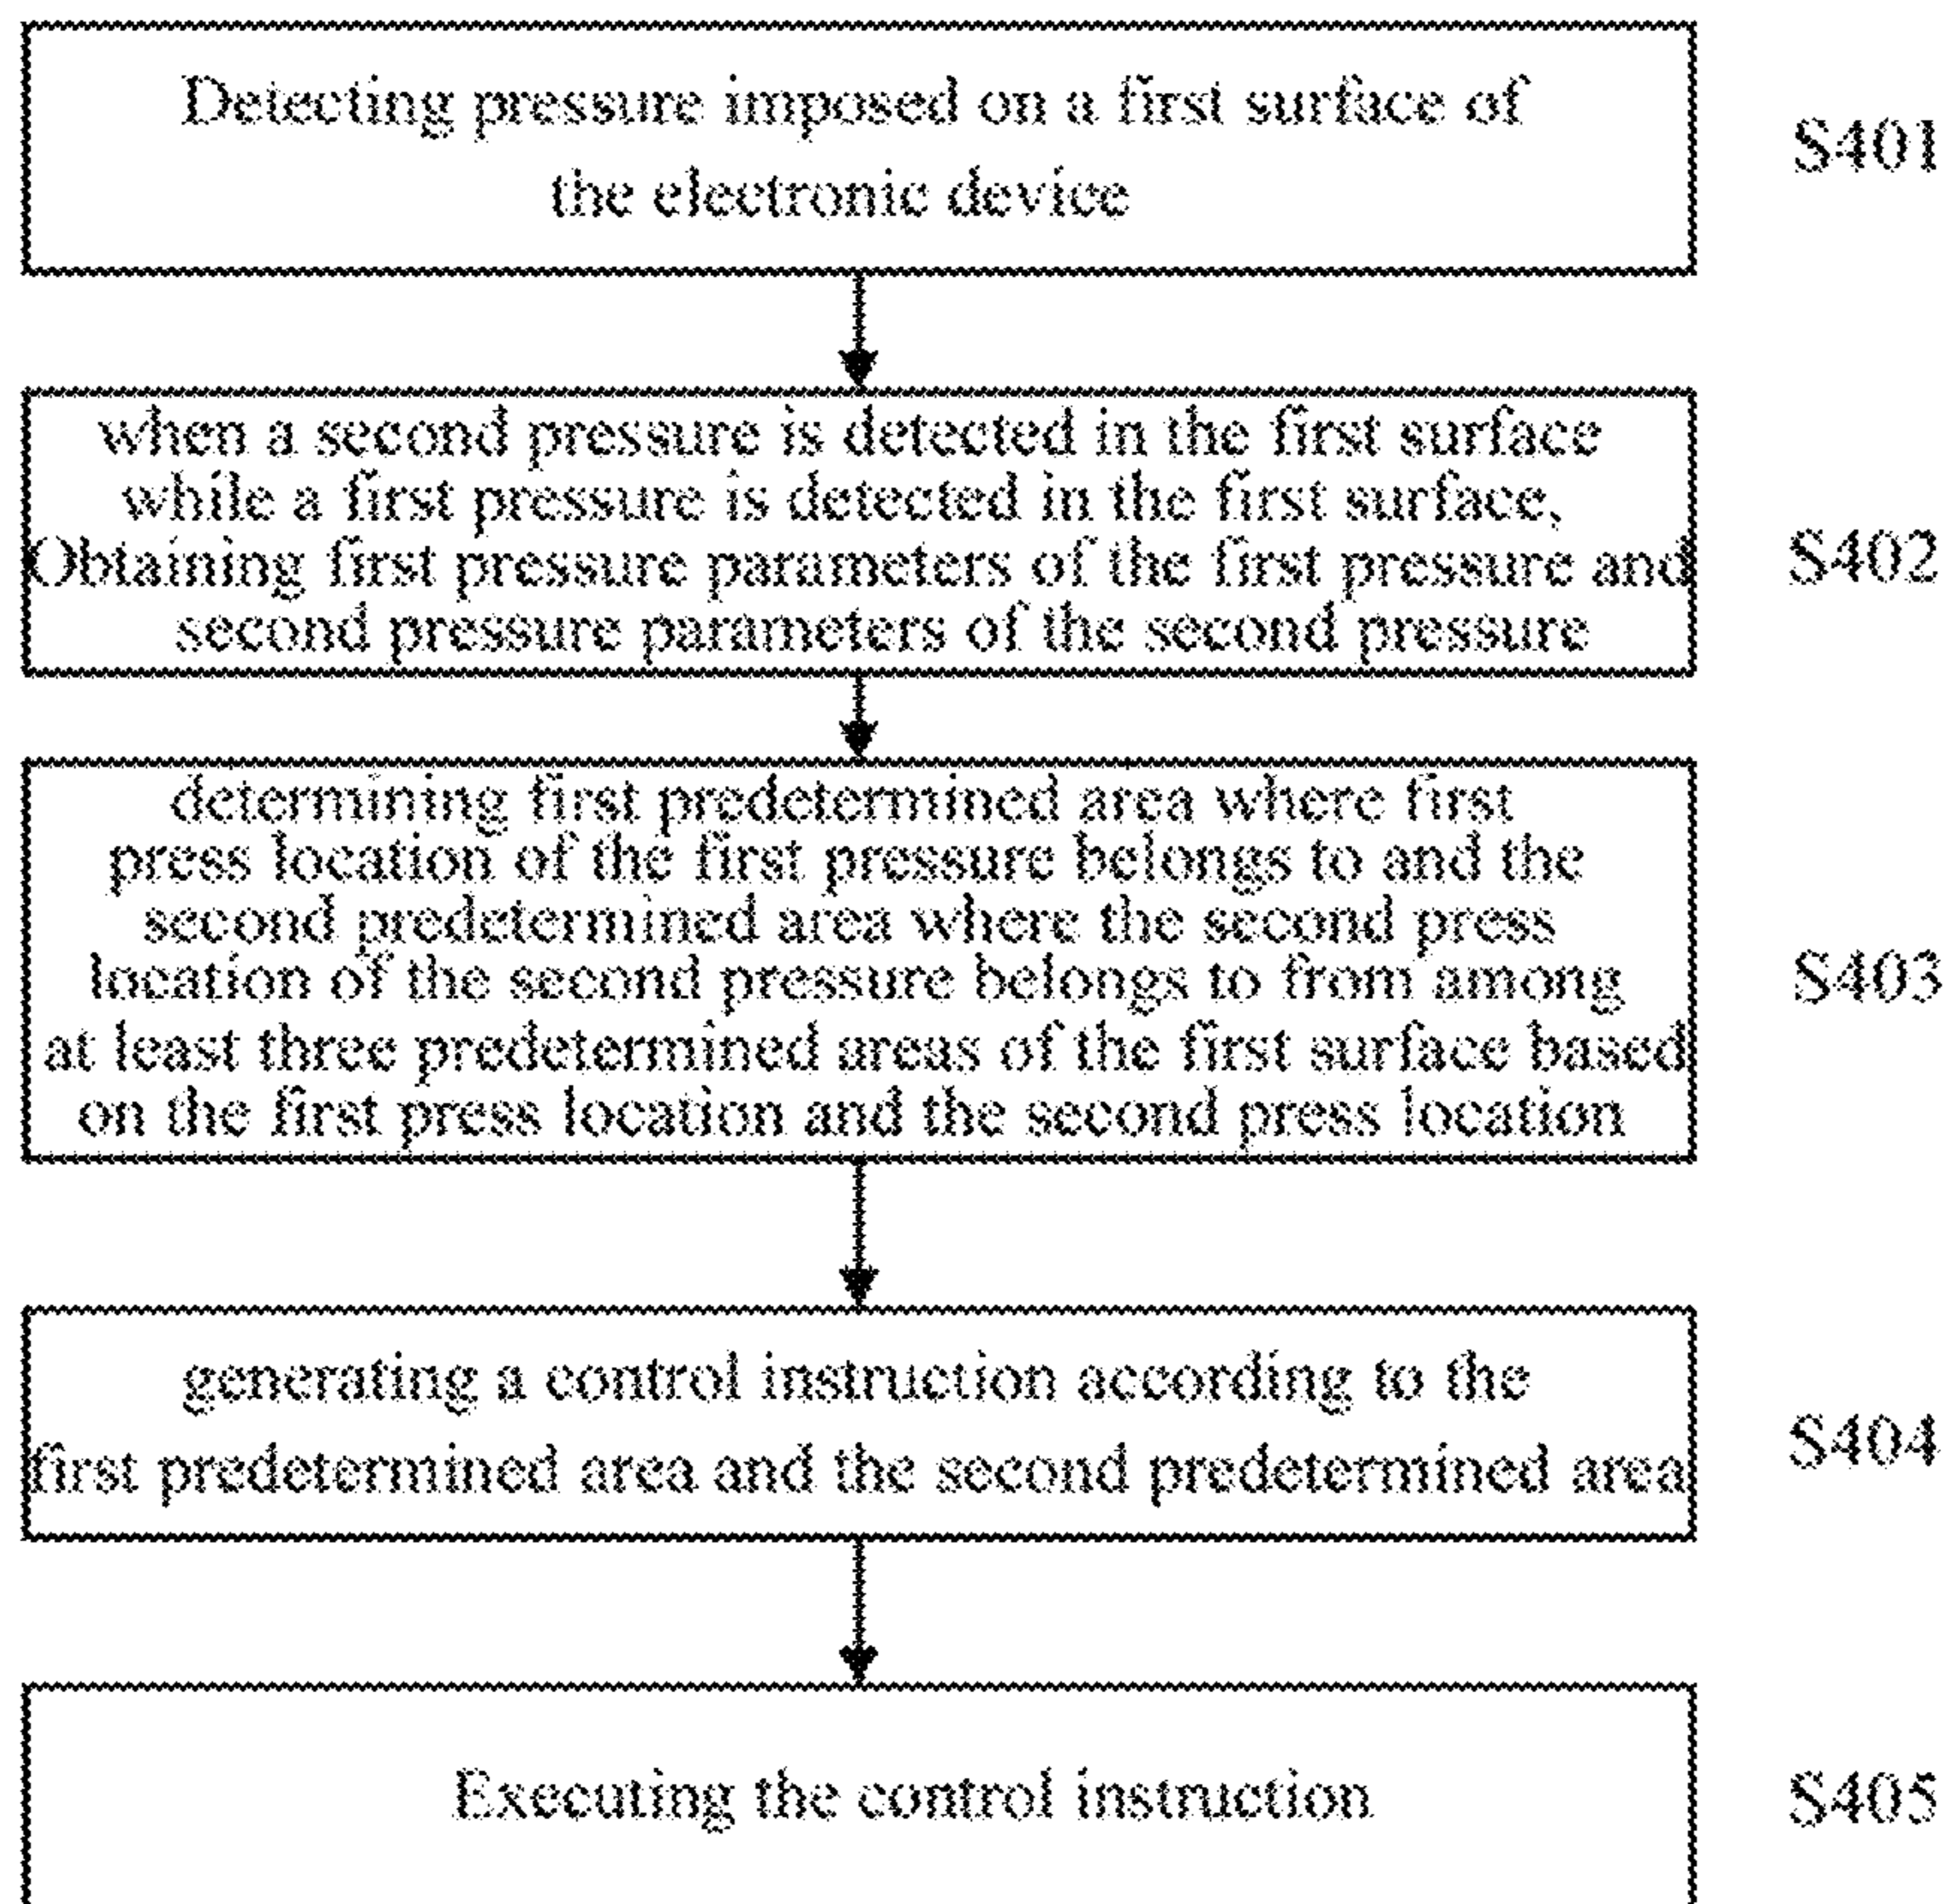 Detecting pressure imposed on a first surface of
the electronic device
S401
when a second pressure is detected in the first surface
while a first pressure is detected in the first surface,
Obtaining first pressure parameters of the first pressure and
second pressure parameters of the second pressure
S402
determining first predetermined area where first
press location of the first pressure belongs to and the
second predetermined area where the second press
location of the second pressure belongs to from among
at least three predetermined areas of the first surface based
on the first press location and the second press location
S403
generating a control instruction according to the
first predetermined area and the second predetermined area
S404
Executing the control instruction
S405